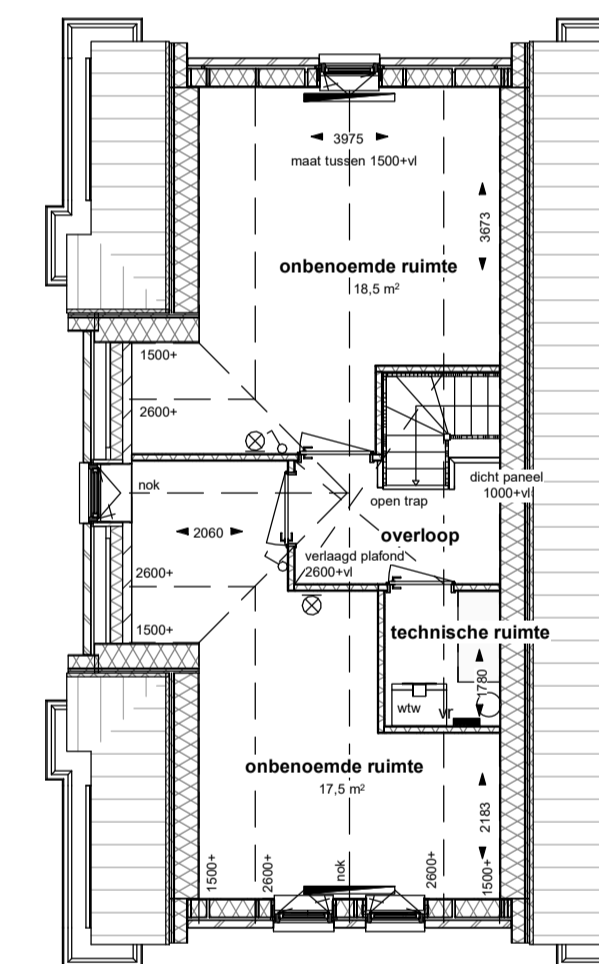 3975
maat tussen 1500+vl
3673
onbenoemde ruimte
18,5 m²
1500+
2600+
nok
dicht paneel
1000+vl
open trap
2060
overloop
verlaagd plafond
2600+vl
2600+
1500+
technische ruimte
1780
wtw
vr
onbenoemde ruimte
17,5 m²
2183
1500+
2600+
nok
2600+
1500+